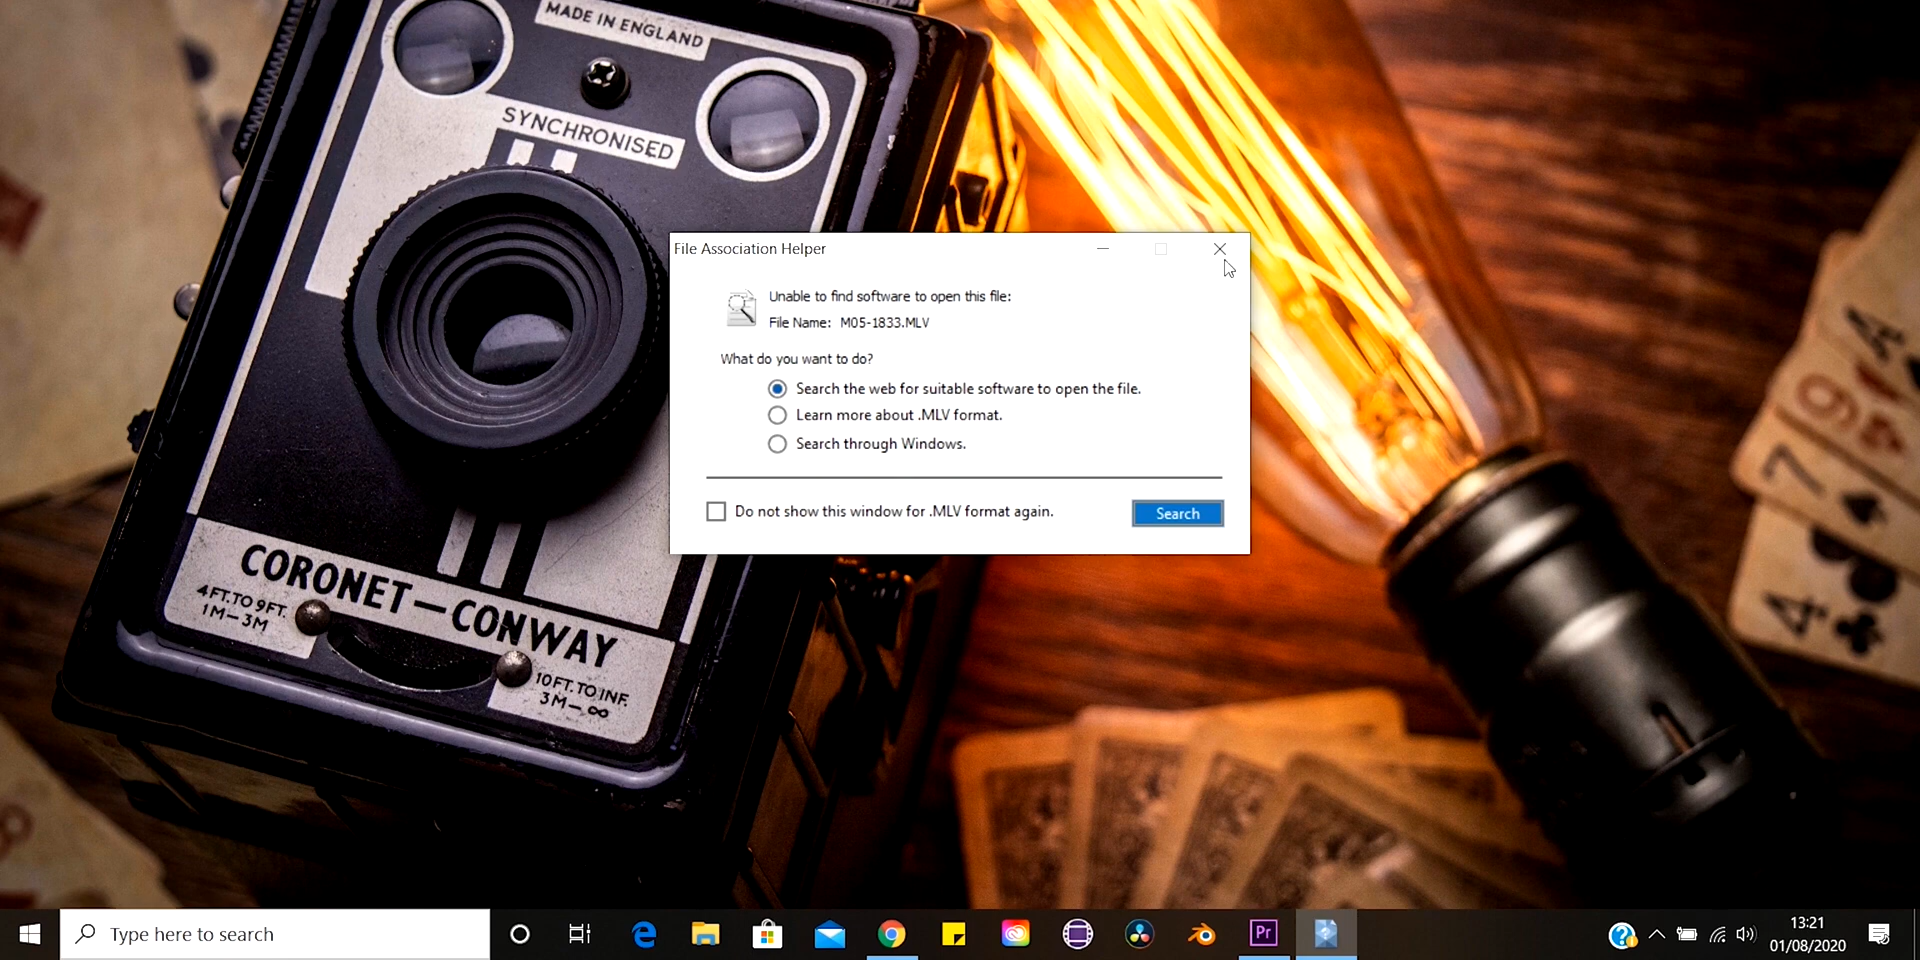 MADE IN ENGLAND
SYNCHRONISED
CORONET-CONWAY
4FT. TO 9FT.
1M-3M
10FT. TO INF.
3M-∞
File Association Helper
Unable to find software to open this file:
File Name: M05-1833.MLV
What do you want to do?
Search the web for suitable software to open the file.
Learn more about .MLV format.
Search through Windows.
Do not show this window for .MLV format again.
Search
A
9
7
4
Type here to search
Pr
13:21
01/08/2020